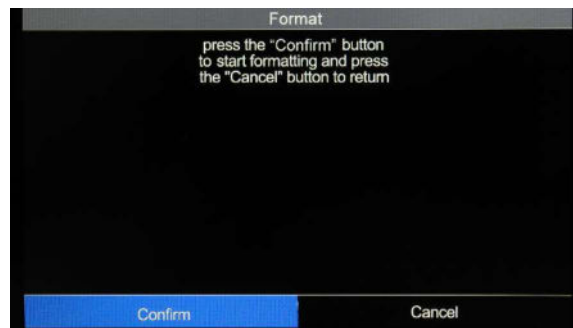 Format
press the "Confirm" button
to start formatting and press
the "Cancel" button to return
Confirm
Cancel